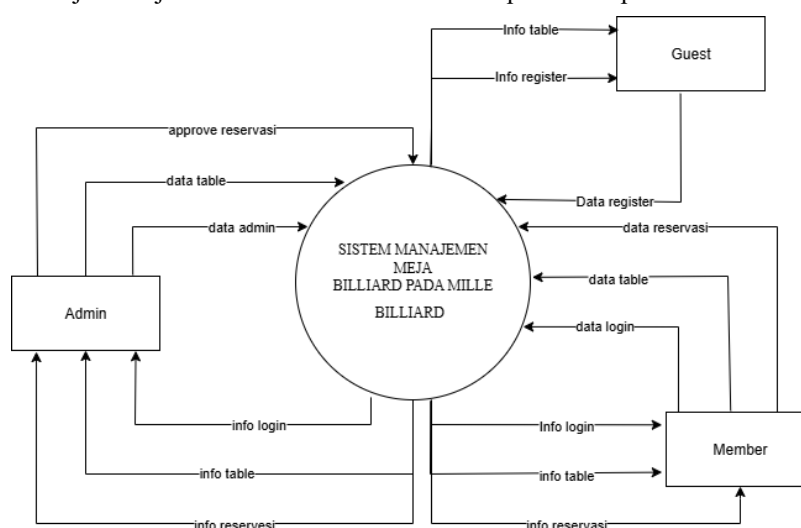 Info table
Guest
Info register
approve reservasi
data table
Data register
data admin
data reservasi
SISTEM MANAJEMEN
MEJA
BILLIARD PADA MILLE
BILLIARD
data table
Admin
data login
info login
Info login
Member
info table
info table
info reservesi
info reservasi